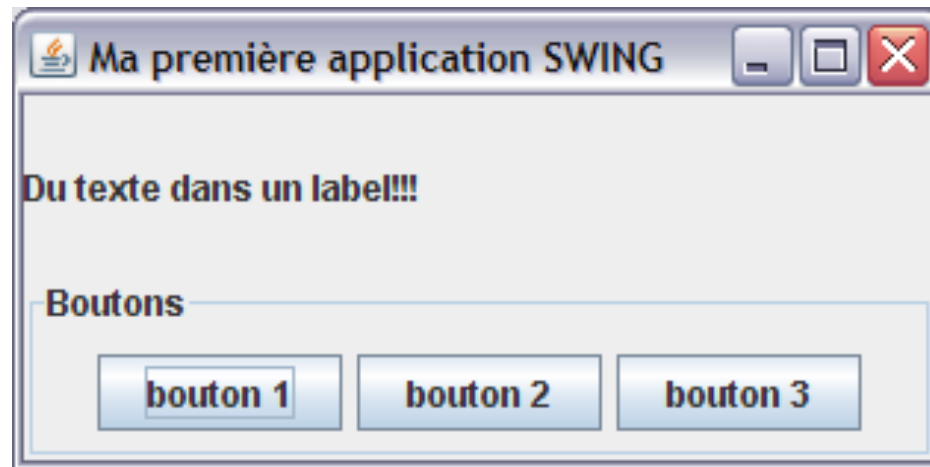 Ma première application SWING
Du texte dans un label!!!
Boutons
bouton 1 bouton 2 bouton 3